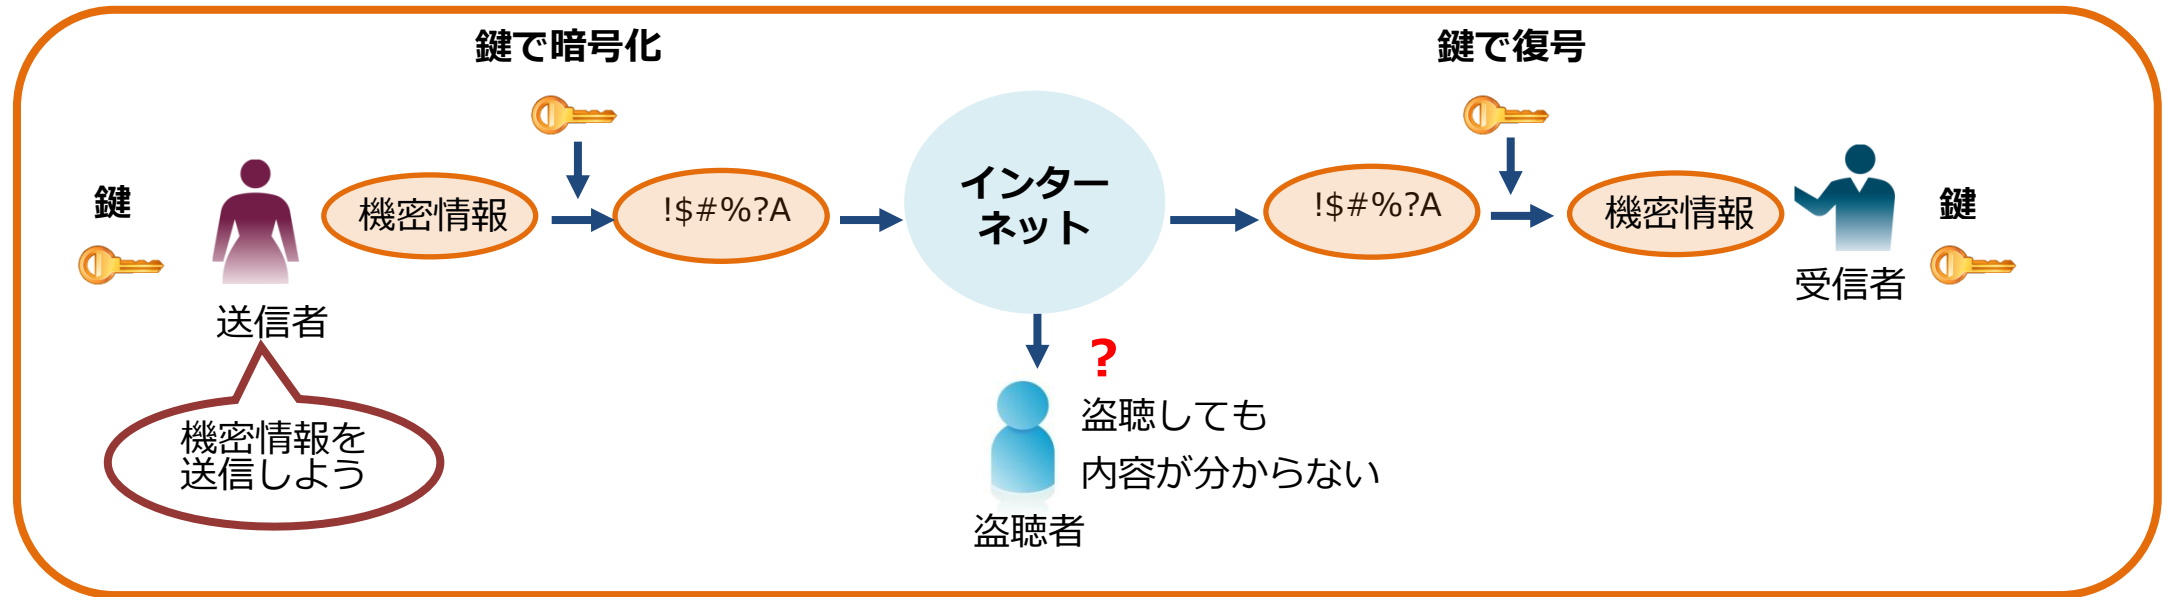 鍵で暗号化
鍵で復号
鍵
送信者
機密情報
!$#%?A
インター
ネット
!$#%?A
機密情報
受信者
鍵
機密情報を
送信しよう
?
盗聴しても
内容が分からない
盗聴者